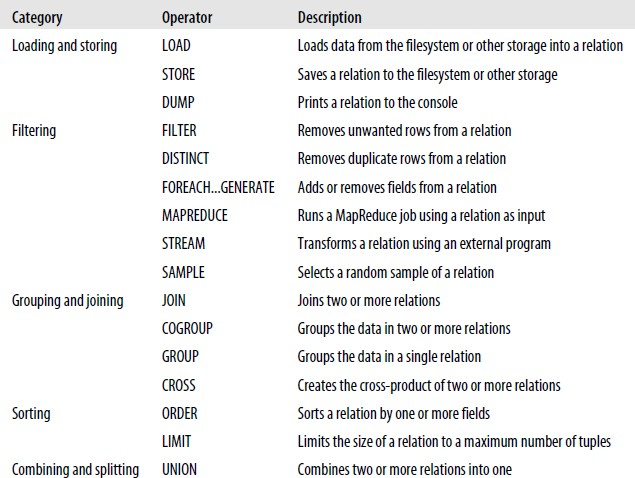 Category Operator Description
Loading and storing LOAD Loads data from the filesystem or other storage into a relation
STORE Saves a relation to the filesystem or other storage
DUMP Prints a relation to the console
Filtering FILTER Removes unwanted rows from a relation
DISTINCT Removes duplicate rows from a relation
FOREACH...GENERATE Adds or removes fields from a relation
MAPREDUCE Runs a MapReduce job using a relation as input
STREAM Transforms a relation using an external program
SAMPLE Selects a random sample of a relation
Grouping and joining JOIN Joins two or more relations
COGROUP Groups the data in two or more relations
GROUP Groups the data in a single relation
CROSS Creates the cross-product of two or more relations
Sorting ORDER Sorts a relation by one or more fields
LIMIT Limits the size of a relation to a maximum number of tuples
Combining and splitting UNION Combines two or more relations into one